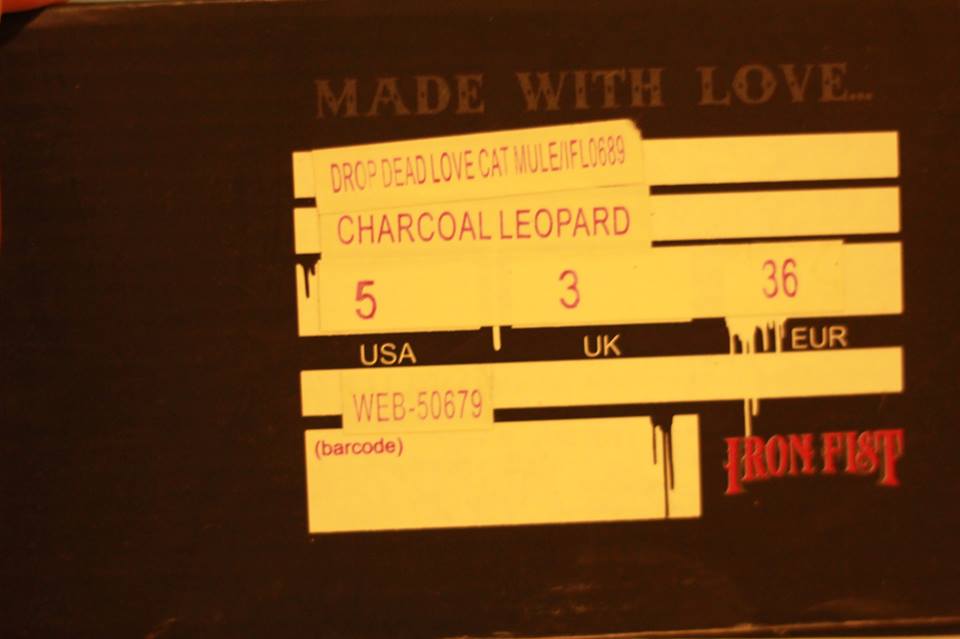 MADE WITH LOVE...
DROP DEAD LOVE CAT MULE/IFL0689
CHARCOAL LEOPARD
5 3 36
USA UK EUR
WEB-50679
(barcode)
IRON FIST